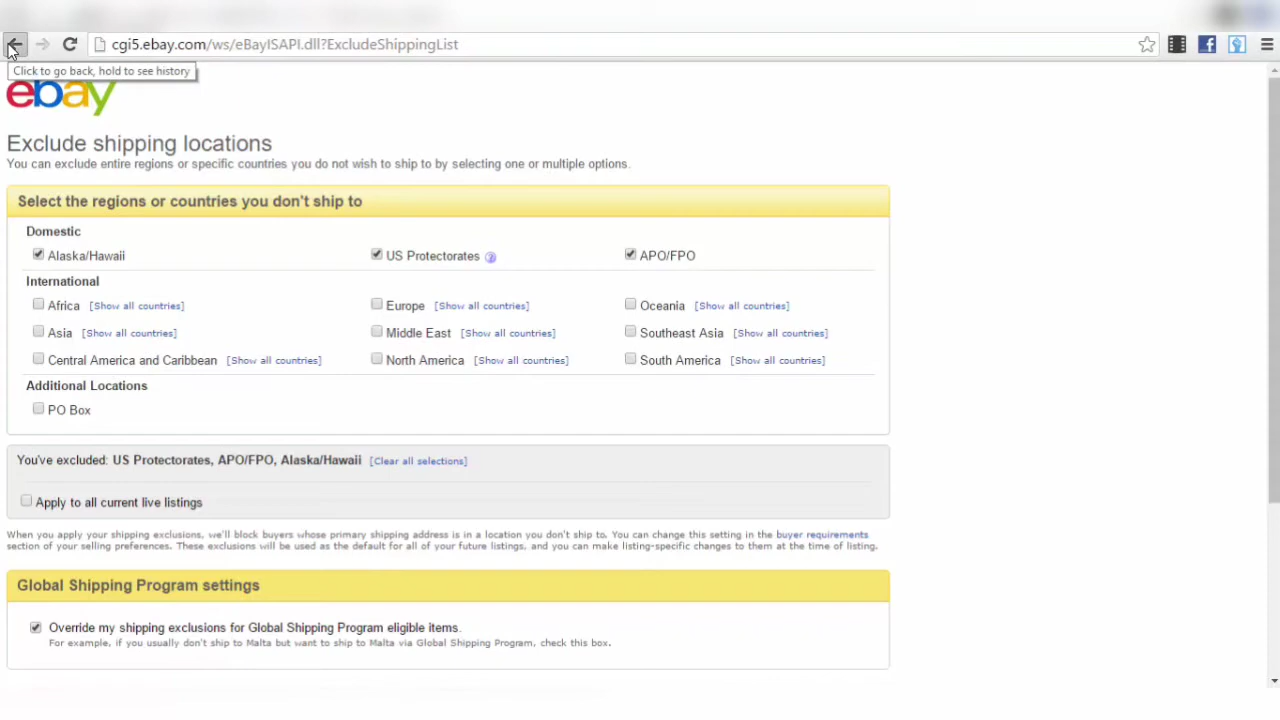 cgi5.ebay.com/ws/eBayISAPI.dll?ExcludeShippingList
Click to go back, hold to see history
ebay
Exclude shipping locations
You can exclude entire regions or specific countries you do not wish to ship to by selecting one or multiple options.
Select the regions or countries you don't ship to
Domestic
Alaska/Hawaii US Protectorates ? APO/FPO
International
Africa [Show all countries] Europe [Show all countries] Oceania [Show all countries]
Asia [Show all countries] Middle East [Show all countries] Southeast Asia [Show all countries]
Central America and Caribbean [Show all countries] North America [Show all countries] South America [Show all countries]
Additional Locations
PO Box
You've excluded: US Protectorates, APO/FPO, Alaska/Hawaii [Clear all selections]
Apply to all current live listings
When you apply your shipping exclusions, we'll block buyers whose primary shipping address is in a location you don't ship to. You can change this setting in the buyer requirements
section of your selling preferences. These exclusions will be used as the default for all of your future listings, and you can make listing-specific changes to them at the time of listing.
Global Shipping Program settings
Override my shipping exclusions for Global Shipping Program eligible items.
For example, if you usually don't ship to Malta but want to ship to Malta via Global Shipping Program, check this box.